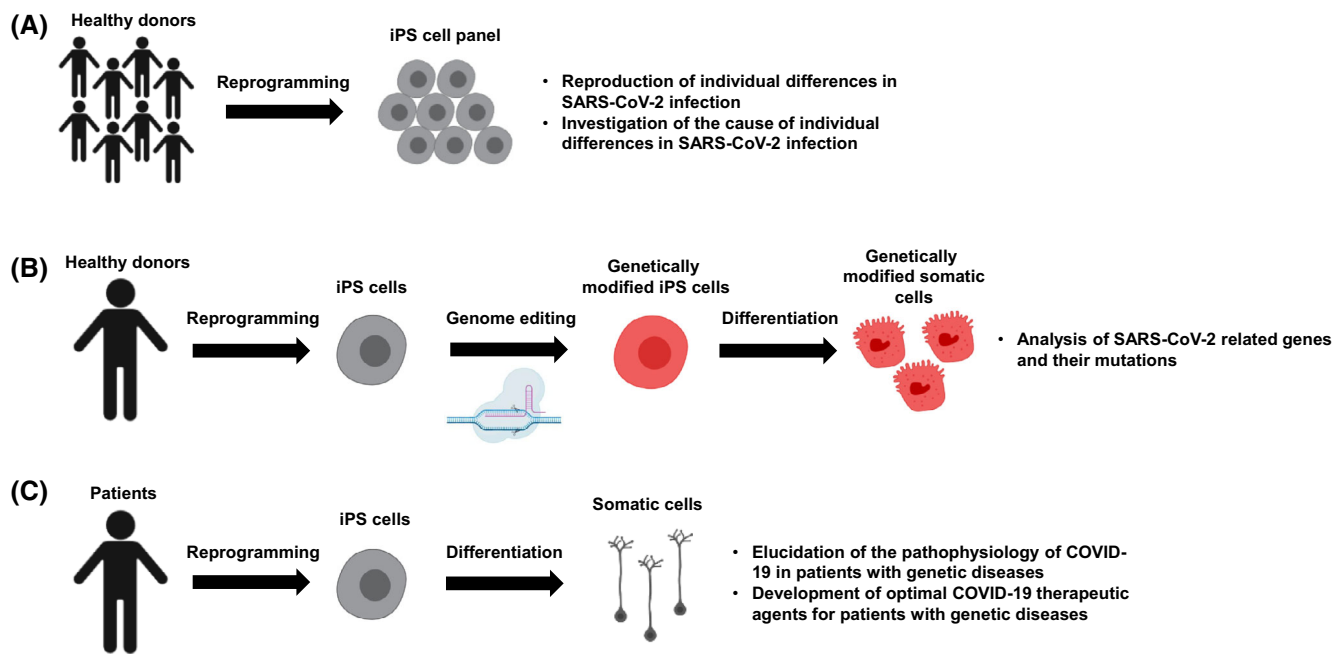 (A)
Healthy donors
Reprogramming
iPS cell panel
• Reproduction of individual differences in
SARS-CoV-2 infection
• Investigation of the cause of individual
differences in SARS-CoV-2 infection
(B)
Healthy donors
Reprogramming
iPS cells
Genome editing
Genetically
modified iPS cells
Differentiation
Genetically
modified somatic
cells
• Analysis of SARS-CoV-2 related genes
and their mutations
(C)
Patients
Reprogramming
iPS cells
Differentiation
Somatic cells
• Elucidation of the pathophysiology of COVID-
19 in patients with genetic diseases
• Development of optimal COVID-19 therapeutic
agents for patients with genetic diseases